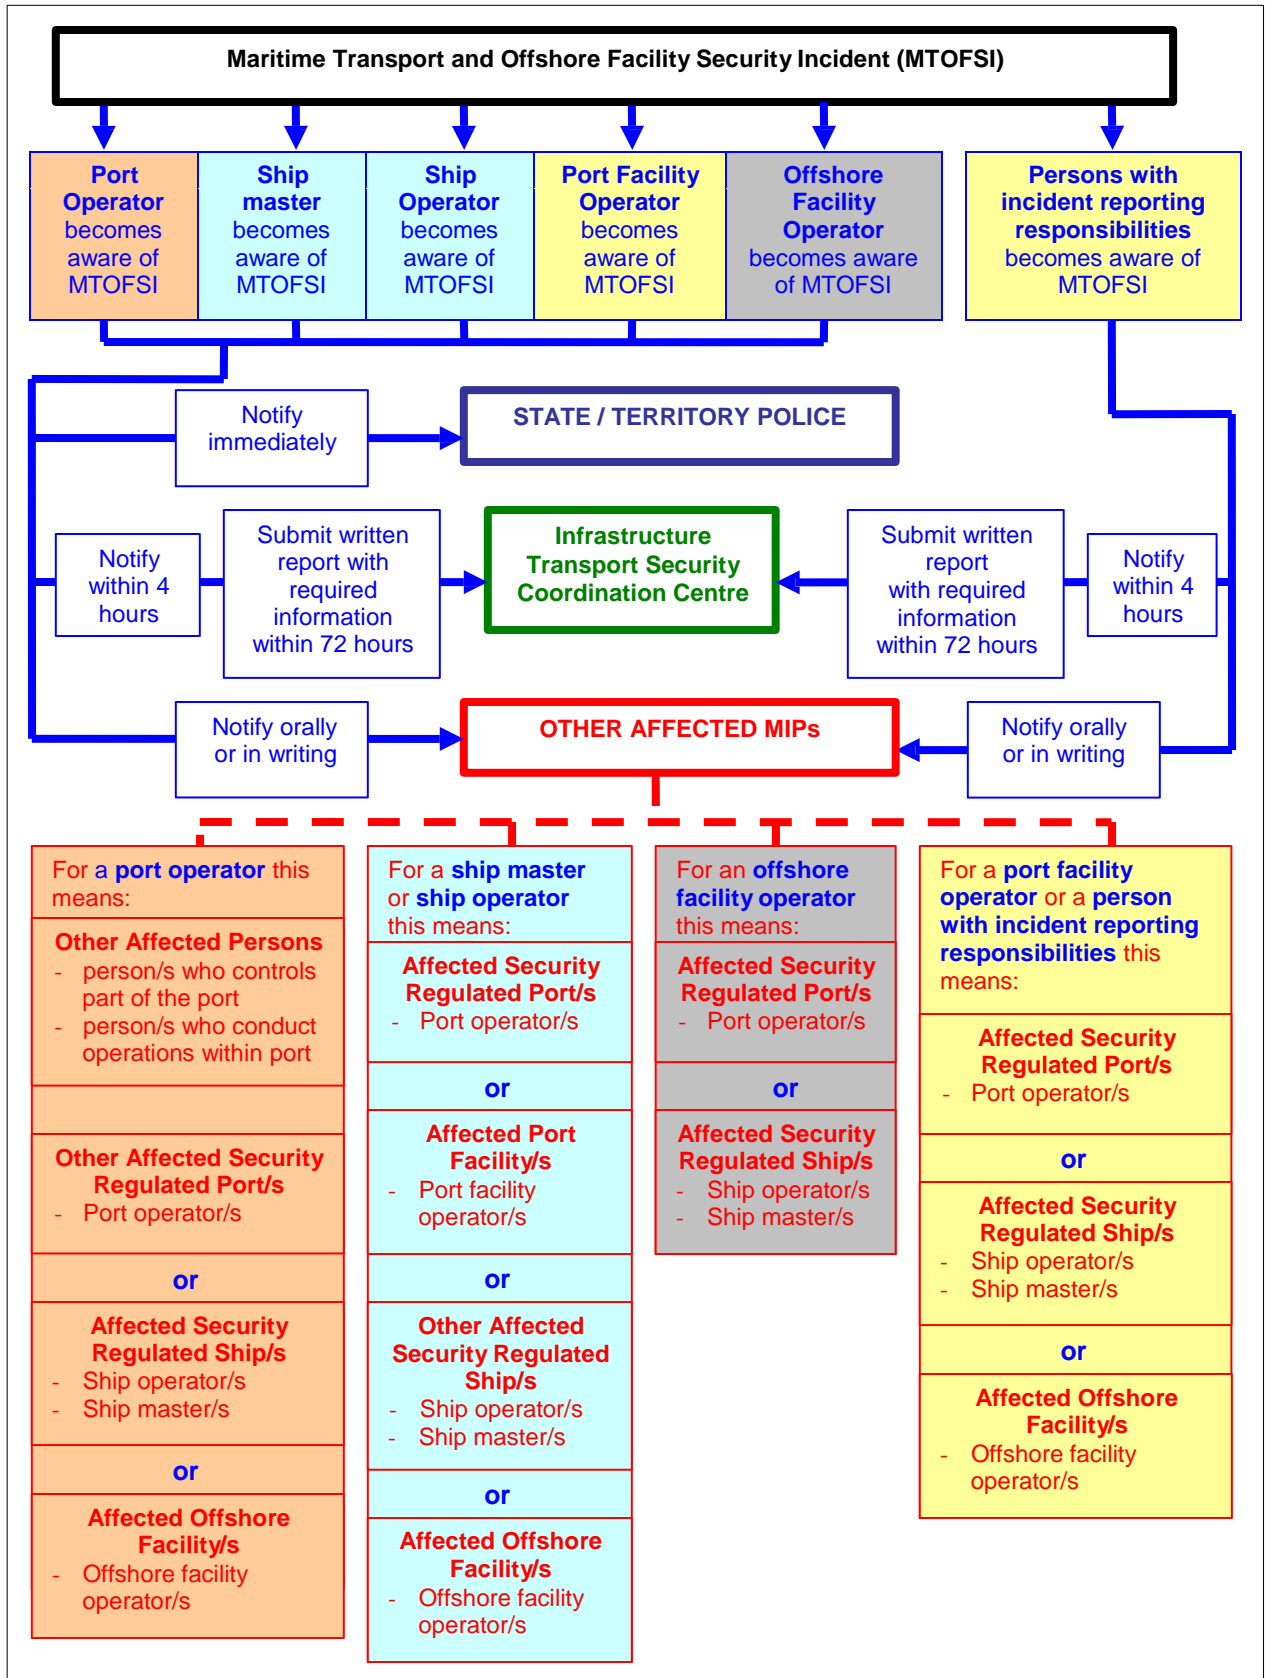 Maritime Transport and Offshore Facility Security Incident (MTOFSI)
Port
Operator
becomes
aware of
MTOFSI
Ship
master
becomes
aware of
MTOFSI
Ship
Operator
becomes
aware of
MTOFSI
Port Facility
Operator
becomes
aware of
MTOFSI
Offshore
Facility
Operator
becomes aware
of MTOFSI
Persons with
incident reporting
responsibilities
becomes aware of
MTOFSI
Notify
immediately
STATE / TERRITORY POLICE
Notify
within 4
hours
Submit written
report with
required
information
within 72 hours
Infrastructure
Transport Security
Coordination Centre
Submit written
report
with required
information
within 72 hours
Notify
within 4
hours
Notify orally
or in writing
OTHER AFFECTED MIPs
Notify orally
or in writing
For a port operator this
means:
Other Affected Persons
- person/s who controls
part of the port
- person/s who conduct
operations within port
Other Affected Security
Regulated Port/s
- Port operator/s
or
Affected Security
Regulated Ship/s
- Ship operator/s
- Ship master/s
or
Affected Offshore
Facility/s
- Offshore facility
operator/s
For a ship master
or ship operator
this means:
Affected Security
Regulated Port/s
- Port operator/s
or
Affected Port
Facility/s
- Port facility
operator/s
or
Other Affected
Security Regulated
Ship/s
- Ship operator/s
- Ship master/s
or
Affected Offshore
Facility/s
- Offshore facility
operator/s
For an offshore
facility operator
this means:
Affected Security
Regulated Port/s
- Port operator/s
or
Affected Security
Regulated Ship/s
- Ship operator/s
- Ship master/s
For a port facility
operator or a person
with incident reporting
responsibilities this
means:
Affected Security
Regulated Port/s
- Port operator/s
or
Affected Security
Regulated Ship/s
- Ship operator/s
- Ship master/s
or
Affected Offshore
Facility/s
- Offshore facility
operator/s